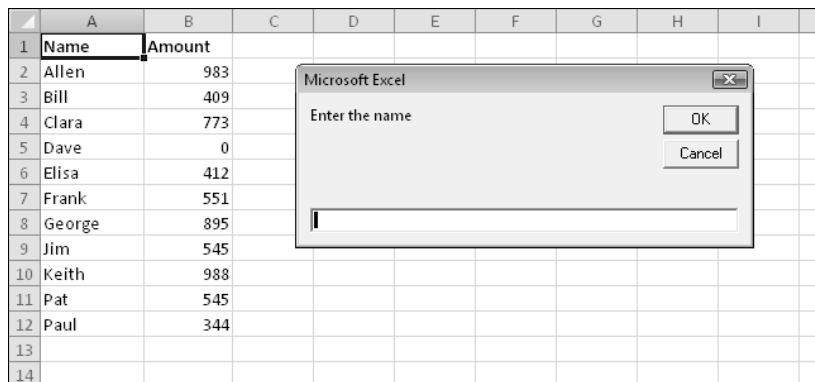 A B C D E F G H I
1 Name Amount
2 Allen 983
3 Bill 409
4 Clara 773
5 Dave 0
6 Elisa 412
7 Frank 551
8 George 895
9 Jim 545
10 Keith 988
11 Pat 545
12 Paul 344
13
14
Microsoft Excel
Enter the name
OK
Cancel